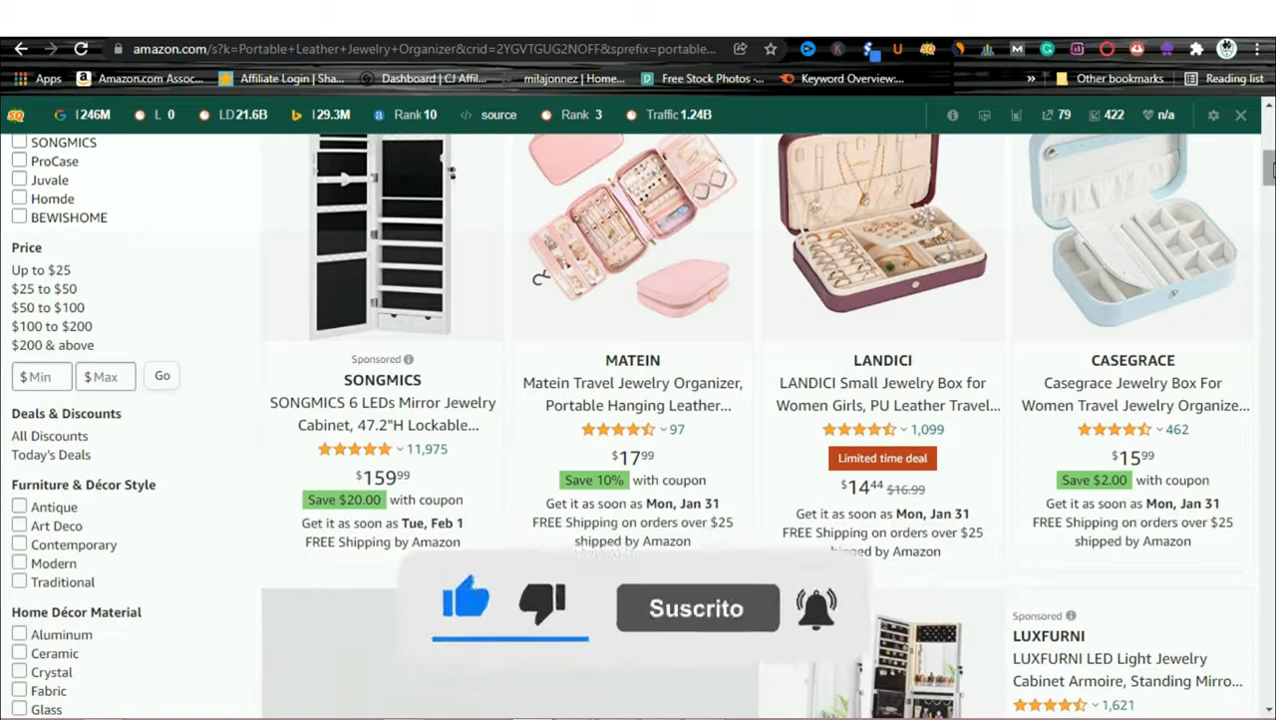 amazon.com/s?k=Portable+Leather+Jewelry+Organizer&crid=2YGVTGUG2NOFF&sprefix=portable...
Apps
Amazon.com Assoc...
Affiliate Login | Sha...
Dashboard | CJ Affil...
milajonnez | Home...
Free Stock Photos -...
Keyword Overview:...
»
Other bookmarks
Reading list
SQ
I 246M
L 0
LD 21.6B
I 29.3M
Rank 10
source
Rank 3
Traffic 1.24B
79
422
n/a
SONGMICS
ProCase
Juvale
Homde
BEWISHOME
Price
Up to $25
$25 to $50
$50 to $100
$100 to $200
$200 & above
$ Min
$ Max
Go
Deals & Discounts
All Discounts
Today's Deals
Furniture & Décor Style
Antique
Art Deco
Contemporary
Modern
Traditional
Home Décor Material
Aluminum
Ceramic
Crystal
Fabric
Glass
Sponsored
SONGMICS
SONGMICS 6 LEDs Mirror Jewelry
Cabinet, 47.2"H Lockable...
11,975
$159 99
Save $20.00 with coupon
Get it as soon as Tue, Feb 1
FREE Shipping by Amazon
MATEIN
Matein Travel Jewelry Organizer,
Portable Hanging Leather...
97
$17 99
Save 10% with coupon
Get it as soon as Mon, Jan 31
FREE Shipping on orders over $25
shipped by Amazon
LANDICI
LANDICI Small Jewelry Box for
Women Girls, PU Leather Travel...
1,099
Limited time deal
$14 44 $16.99
Get it as soon as Mon, Jan 31
FREE Shipping on orders over $25
shipped by Amazon
CASEGRACE
Casegrace Jewelry Box For
Women Travel Jewelry Organize...
462
$15 99
Save $2.00 with coupon
Get it as soon as Mon, Jan 31
FREE Shipping on orders over $25
shipped by Amazon
Suscrito
Sponsored
LUXFURNI
LUXFURNI LED Light Jewelry
Cabinet Armoire, Standing Mirro...
1,621